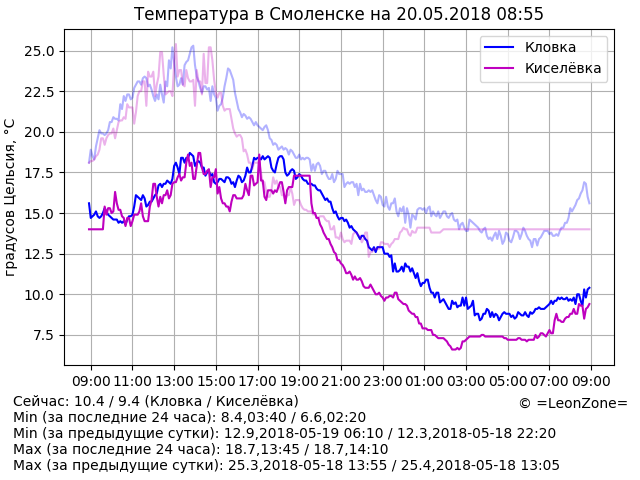 Температура в Смоленске на 20.05.2018 08:55
Кловка
Киселёвка
градусов Цельсия, °C
25.0
22.5
20.0
17.5
15.0
12.5
10.0
7.5
09:00 11:00 13:00 15:00 17:00 19:00 21:00 23:00 01:00 03:00 05:00 07:00 09:00
Сейчас: 10.4 / 9.4 (Кловка / Киселёвка)
© =LeonZone=
Min (за последние 24 часа): 8.4,03:40 / 6.6,02:20
Min (за предыдущие сутки): 12.9,2018-05-19 06:10 / 12.3,2018-05-18 22:20
Max (за последние 24 часа): 18.7,13:45 / 18.7,14:10
Max (за предыдущие сутки): 25.3,2018-05-18 13:55 / 25.4,2018-05-18 13:05